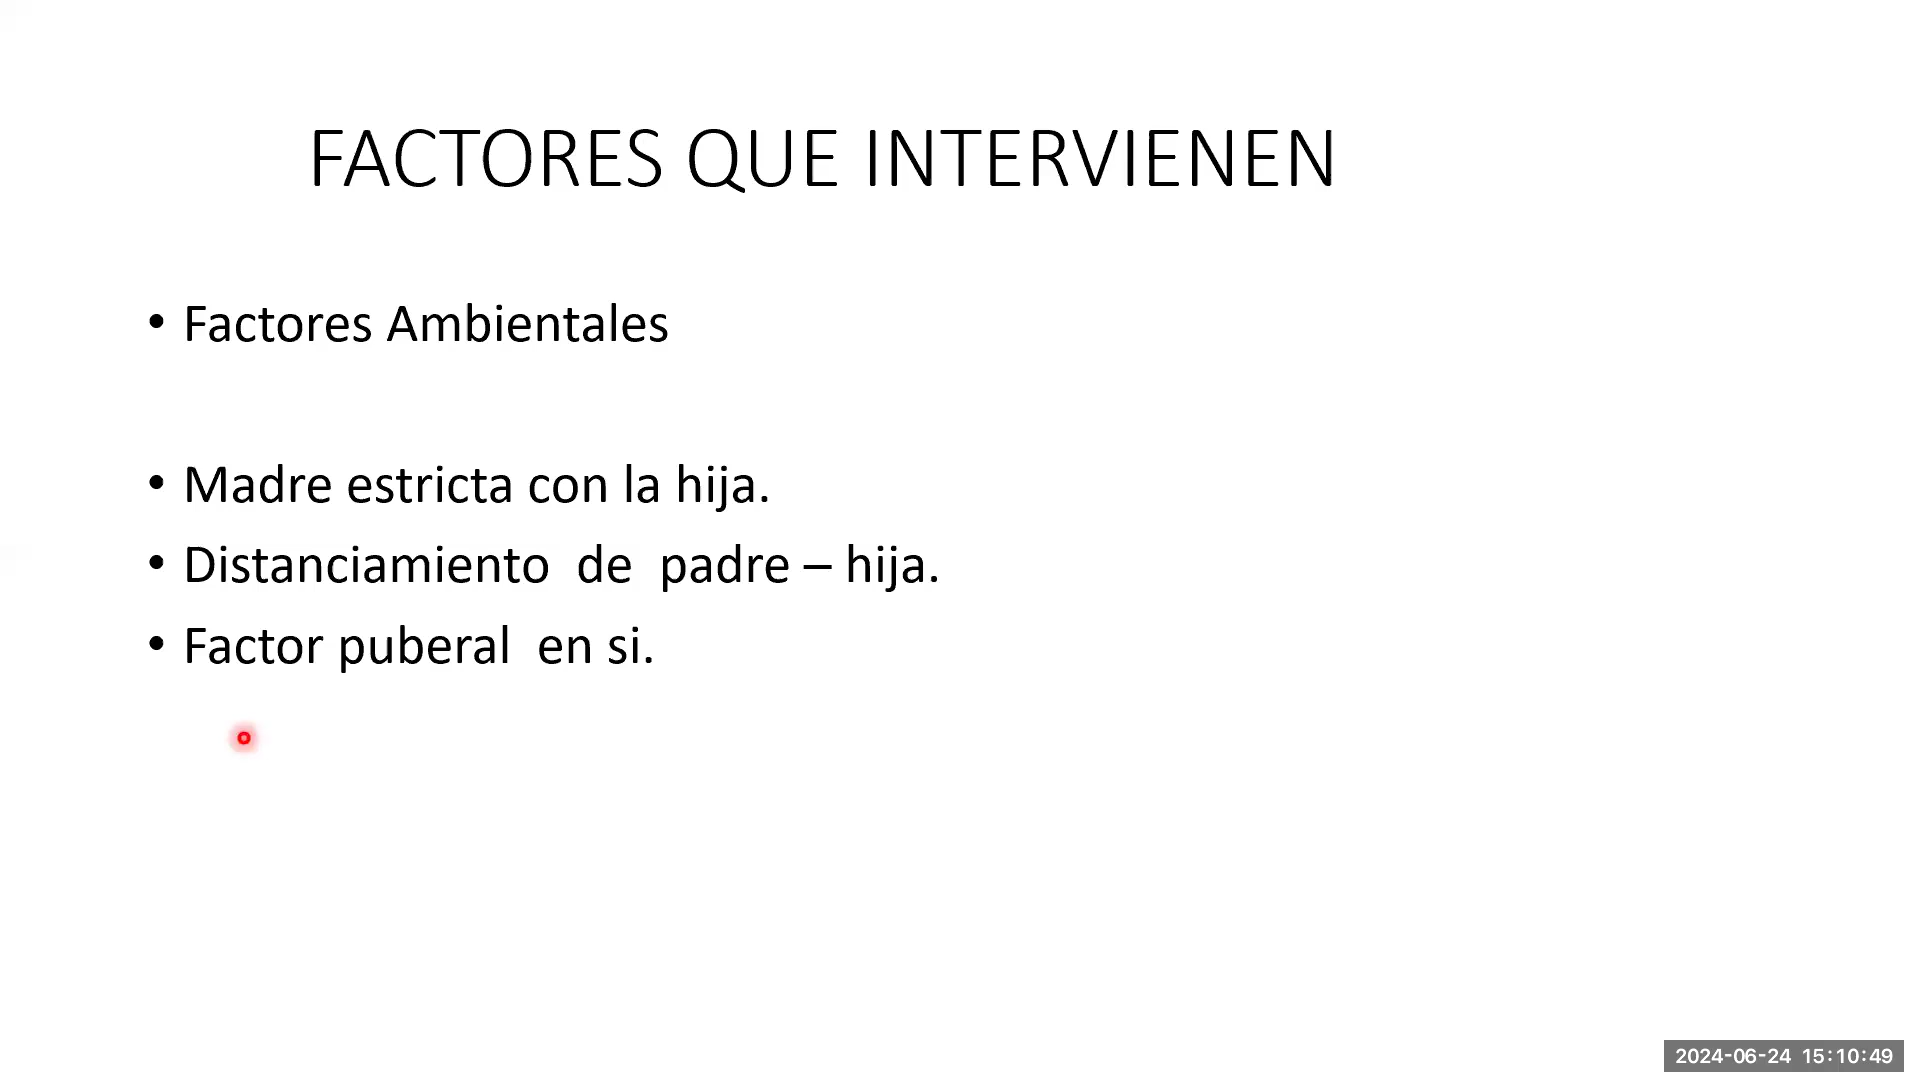 FACTORES QUE INTERVIENEN
• Factores Ambientales
• Madre estricta con la hija.
• Distanciamiento de padre – hija.
• Factor puberal en si.
2024-06-24 15:10:49